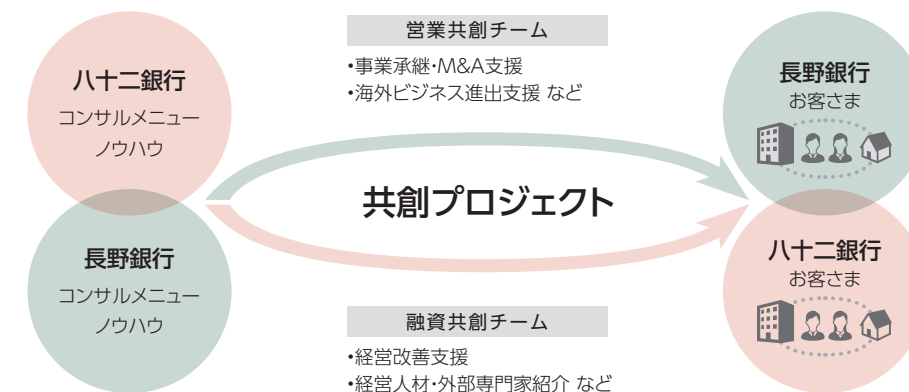 八十二銀行
コンサルメニュー
ノウハウ
長野銀行
コンサルメニュー
ノウハウ
営業共創チーム
・事業承継・M&A支援
・海外ビジネス進出支援 など
共創プロジェクト
融資共創チーム
・経営改善支援
・経営人材・外部専門家紹介 など
長野銀行
お客さま
八十二銀行
お客さま